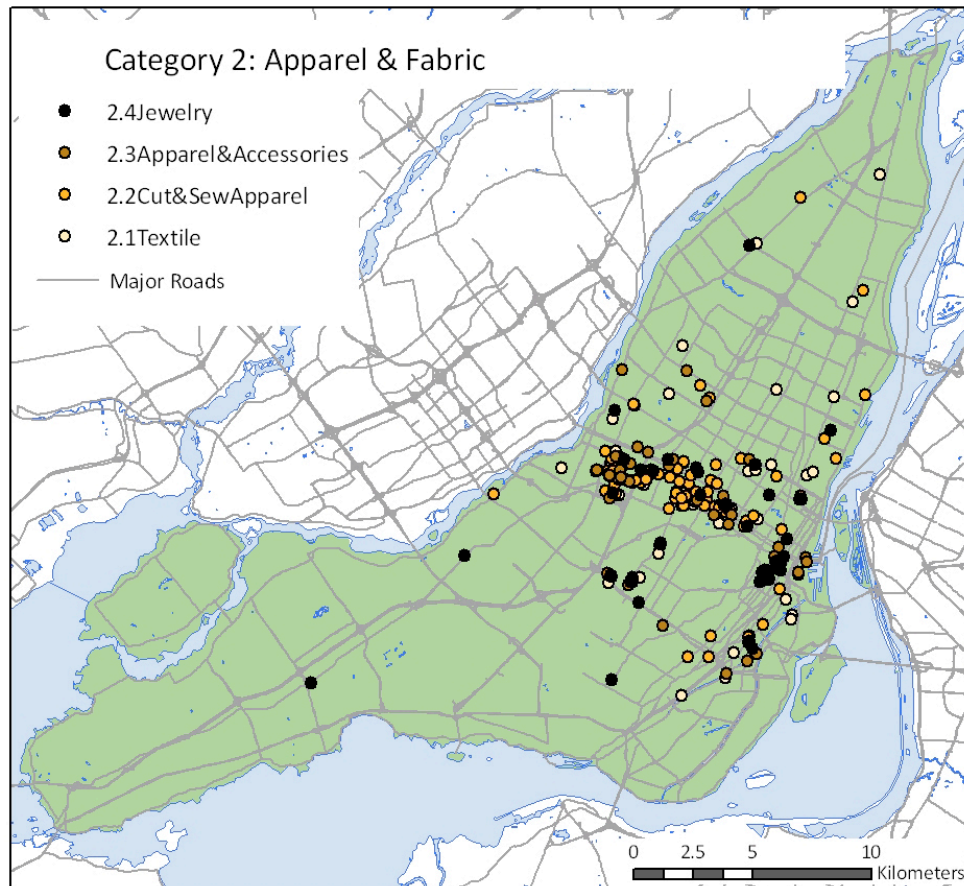 Category 2: Apparel & Fabric
2.4Jewelry
2.3Apparel&Accessories
2.2Cut&SewApparel
2.1Textile
Major Roads
0 2.5 5 10
Kilometers